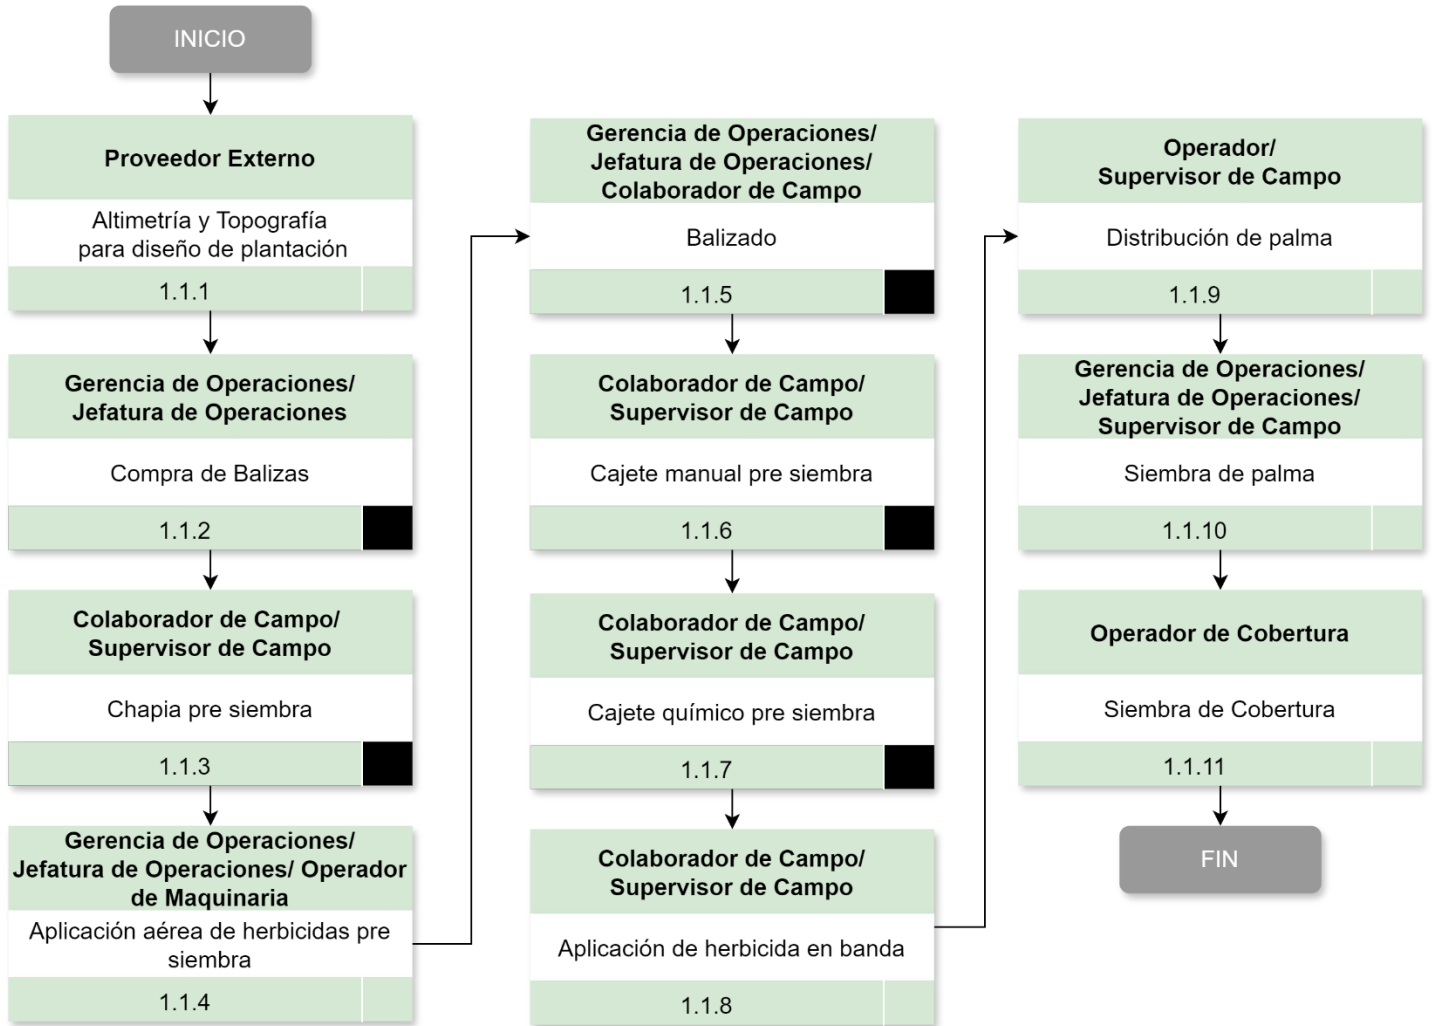 INICIO
Proveedor Externo
Altimetría y Topografía
para diseño de plantación
1.1.1
Gerencia de Operaciones/
Jefatura de Operaciones
Compra de Balizas
1.1.2
Colaborador de Campo/
Supervisor de Campo
Chapia pre siembra
1.1.3
Gerencia de Operaciones/
Jefatura de Operaciones/ Operador
de Maquinaria
Aplicación aérea de herbicidas pre
siembra
1.1.4
Gerencia de Operaciones/
Jefatura de Operaciones/
Colaborador de Campo
Balizado
1.1.5
Colaborador de Campo/
Supervisor de Campo
Cajete manual pre siembra
1.1.6
Colaborador de Campo/
Supervisor de Campo
Cajete químico pre siembra
1.1.7
Colaborador de Campo/
Supervisor de Campo
Aplicación de herbicida en banda
1.1.8
Operador/
Supervisor de Campo
Distribución de palma
1.1.9
Gerencia de Operaciones/
Jefatura de Operaciones/
Supervisor de Campo
Siembra de palma
1.1.10
Operador de Cobertura
Siembra de Cobertura
1.1.11
FIN